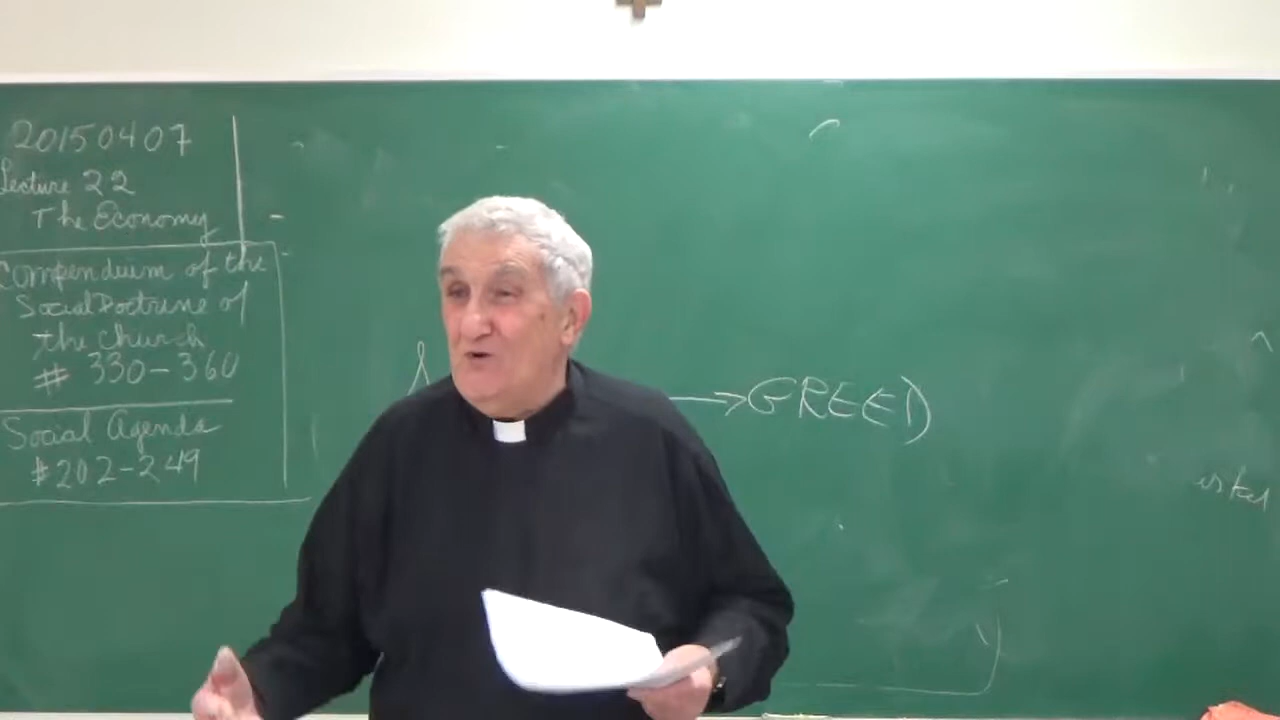 20150407
Lecture 22
The Economy
Compendium of the
Social Doctrine of
the Church
# 330-360
Social Agenda
#202-249
GREED